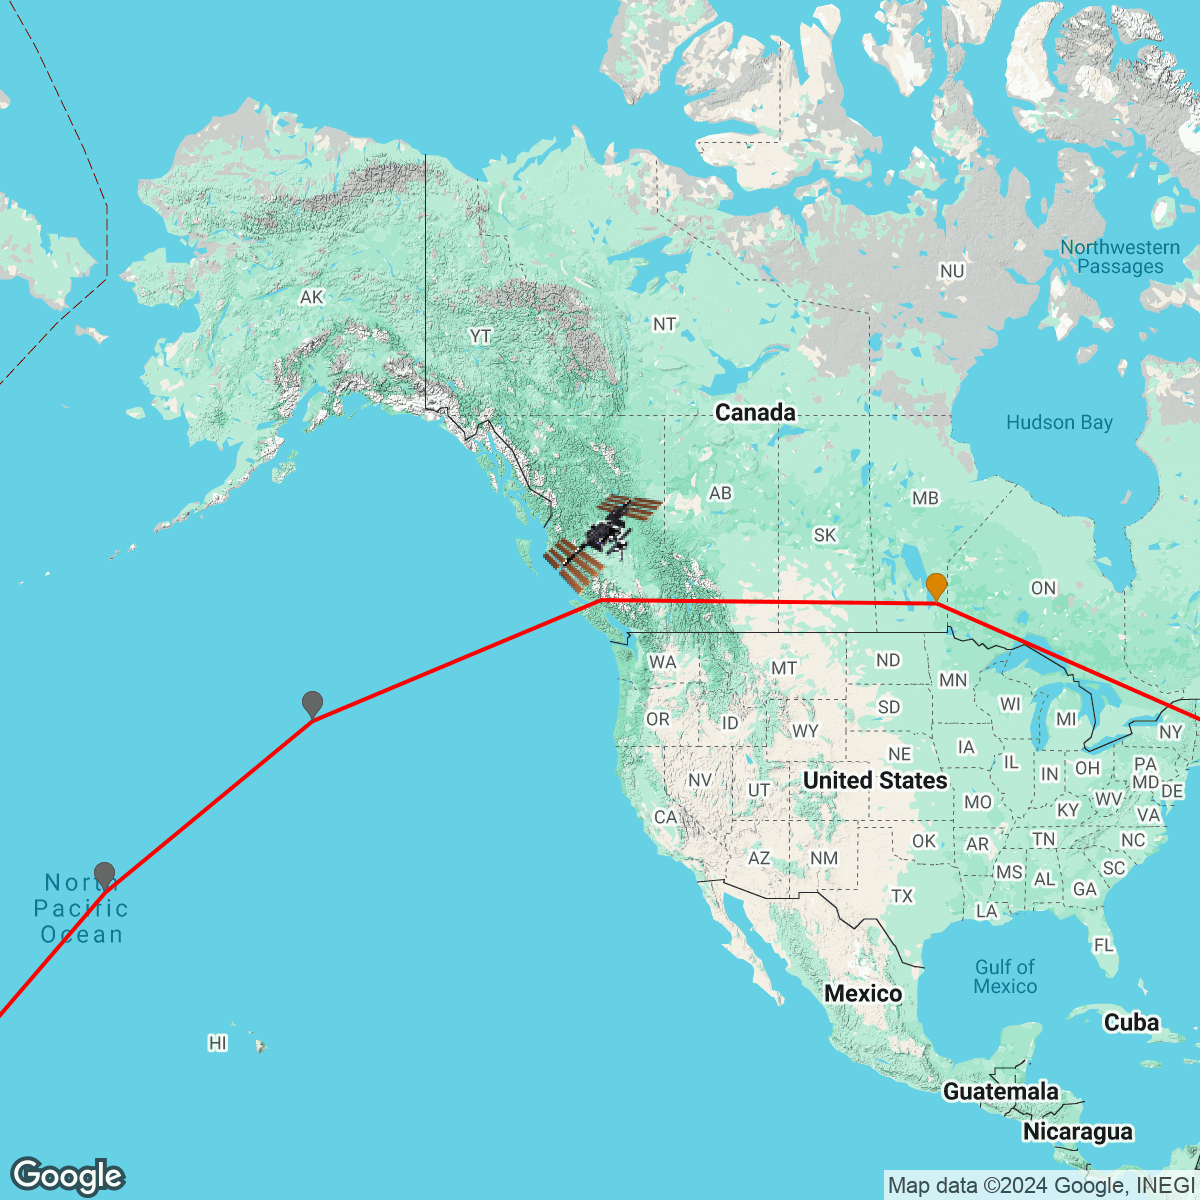 NU
Northwestern
Passages
AK
NT
YT
Canada
Hudson Bay
AB
MB
SK
ON
WA
MT
ND
MN
OR
ID
WY
SD
WI
MI
NY
NV
UT
NE
IA
IL
IN
OH
PA
MD
DE
United States
CA
MO
KY
WV
VA
AZ
NM
OK
AR
TN
NC
MS
AL
SC
GA
TX
LA
FL
North
Pacific
Ocean
Gulf of
Mexico
Mexico
Cuba
HI
Guatemala
Nicaragua
Google
Map data ©2024 Google, INEGI